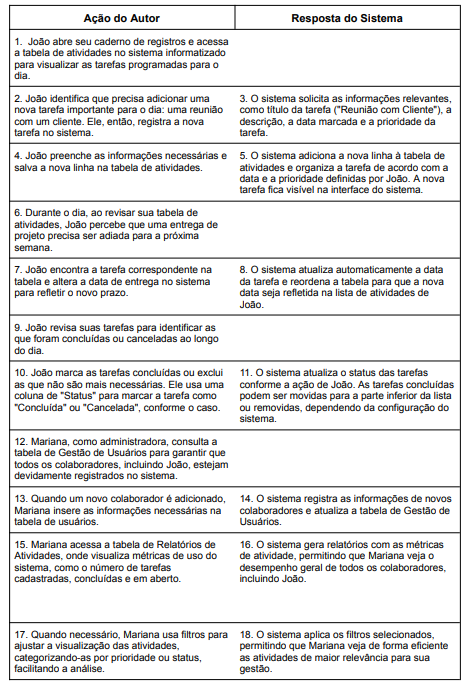 Ação do Autor
Resposta do Sistema
1. João abre seu caderno de registros e acessa
a tabela de atividades no sistema informatizado
para visualizar as tarefas programadas para o
dia.
2. João identifica que precisa adicionar uma
nova tarefa importante para o dia: uma reunião
com um cliente. Ele, então, registra a nova
tarefa no sistema.
3. O sistema solicita as informações relevantes,
como título da tarefa ("Reunião com Cliente"), a
descrição, a data marcada e a prioridade da
tarefa.
4. João preenche as informações necessárias e
salva a nova linha na tabela de atividades.
5. O sistema adiciona a nova linha à tabela de
atividades e organiza a tarefa de acordo com a
data e a prioridade definidas por João. A nova
tarefa fica visível na interface do sistema.
6. Durante o dia, ao revisar sua tabela de
atividades, João percebe que uma entrega de
projeto precisa ser adiada para a próxima
semana.
7. João encontra a tarefa correspondente na
tabela e altera a data de entrega no sistema
para refletir o novo prazo.
8. O sistema atualiza automaticamente a data
da tarefa e reordena a tabela para que a nova
data seja refletida na lista de atividades de
João.
9. João revisa suas tarefas para identificar as
que foram concluídas ou canceladas ao longo
do dia.
10. João marca as tarefas concluídas ou exclui
as que não são mais necessárias. Ele usa uma
coluna de "Status" para marcar a tarefa como
"Concluída" ou "Cancelada", conforme o caso.
11. O sistema atualiza o status das tarefas
conforme a ação de João. As tarefas concluídas
podem ser movidas para a parte inferior da lista
ou removidas, dependendo da configuração do
sistema.
12. Mariana, como administradora, consulta a
tabela de Gestão de Usuários para garantir que
todos os colaboradores, incluindo João, estejam
devidamente registrados no sistema.
13. Quando um novo colaborador é adicionado,
Mariana insere as informações necessárias na
tabela de usuários.
14. O sistema registra as informações de novos
colaboradores e atualiza a tabela de Gestão de
Usuários.
15. Mariana acessa a tabela de Relatórios de
Atividades, onde visualiza métricas de uso do
sistema, como o número de tarefas
cadastradas, concluídas e em aberto.
16. O sistema gera relatórios com as métricas
de atividade, permitindo que Mariana veja o
desempenho geral de todos os colaboradores,
incluindo João.
17. Quando necessário, Mariana usa filtros para
ajustar a visualização das atividades,
categorizando-as por prioridade ou status,
facilitando a análise.
18. O sistema aplica os filtros selecionados,
permitindo que Mariana veja de forma eficiente
as atividades de maior relevância para sua
gestão.